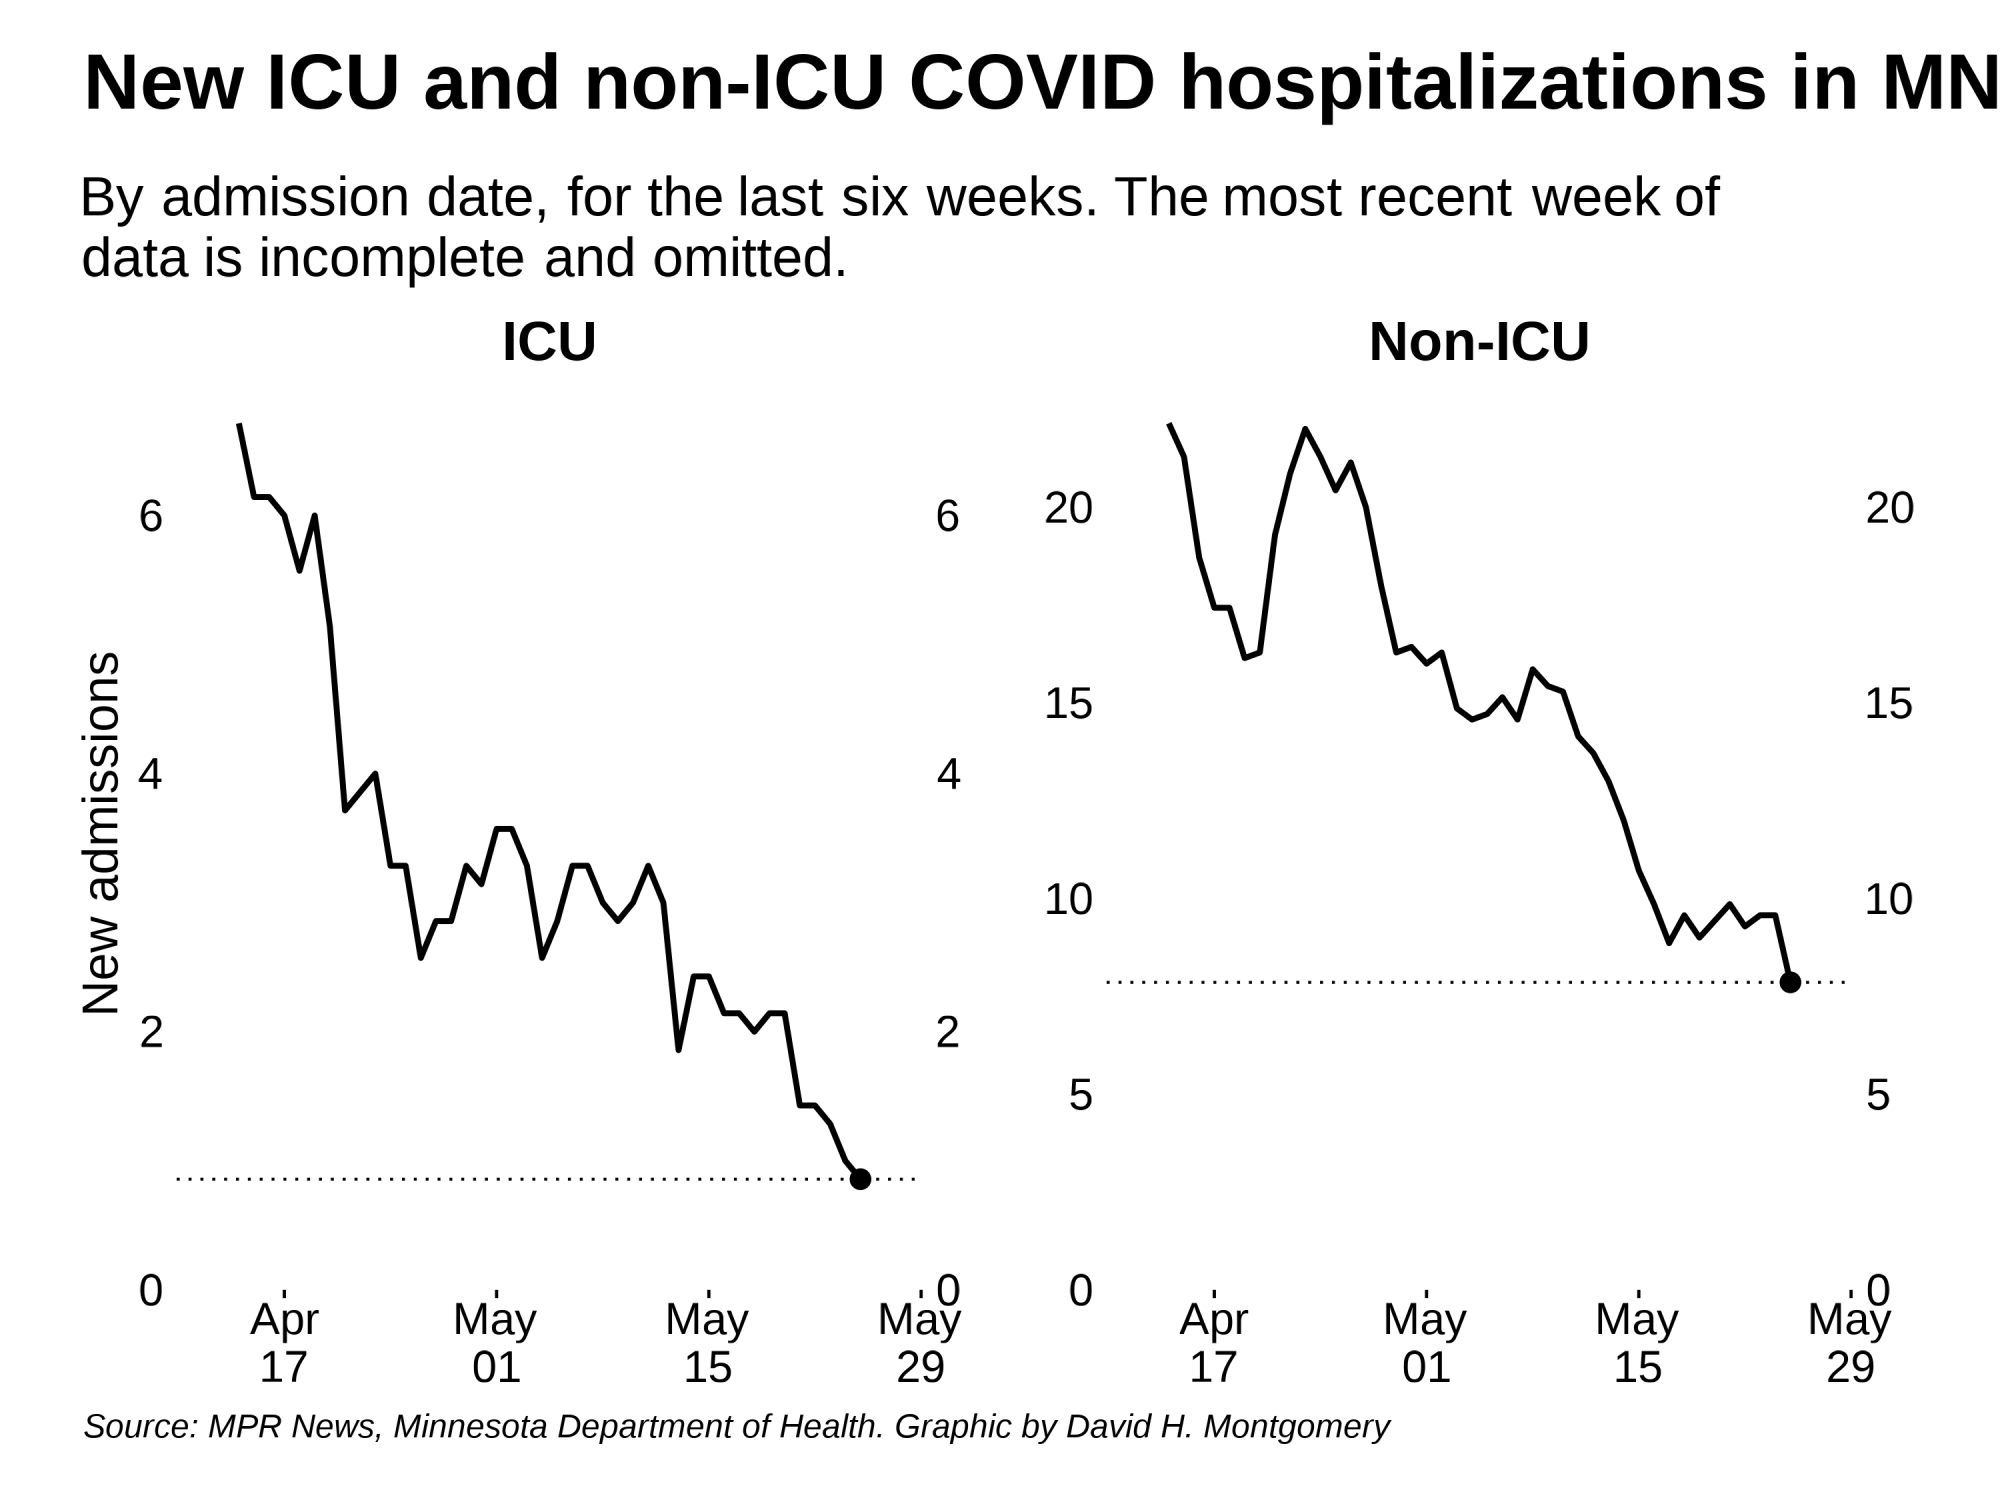 New ICU and non-ICU COVID hospitalizations in MN
By admission date, for the last six weeks. The most recent week of
data is incomplete and omitted.
ICU
Non-ICU
New admissions
6
4
2
0
6
4
2
0
Apr
17
May
01
May
15
May
29
20
15
10
5
0
20
15
10
5
0
Apr
17
May
01
May
15
May
29
Source: MPR News, Minnesota Department of Health. Graphic by David H. Montgomery